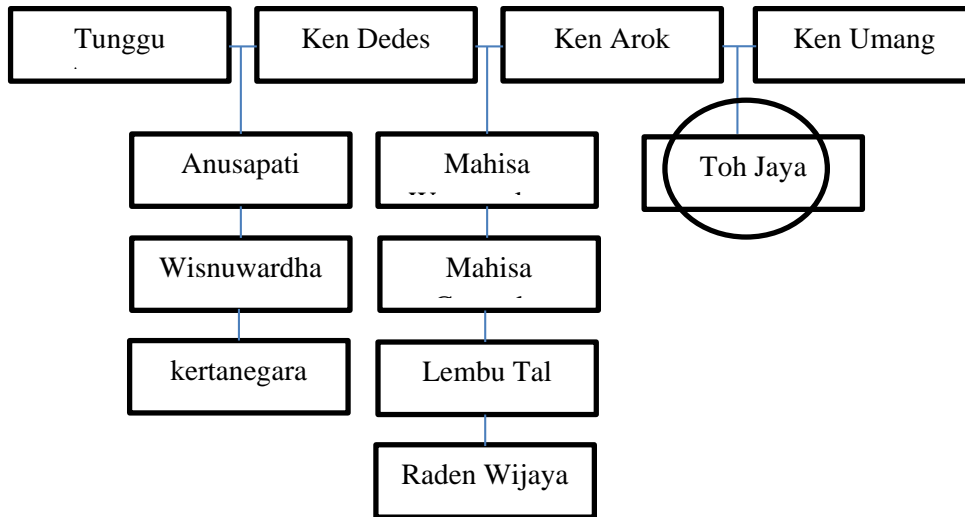 Tunggu
Ken Dedes
Ken Arok
Ken Umang
Anusapati
Mahisa
Toh Jaya
Wisnuwardha
Mahisa
kertanegara
Lembu Tal
Raden Wijaya